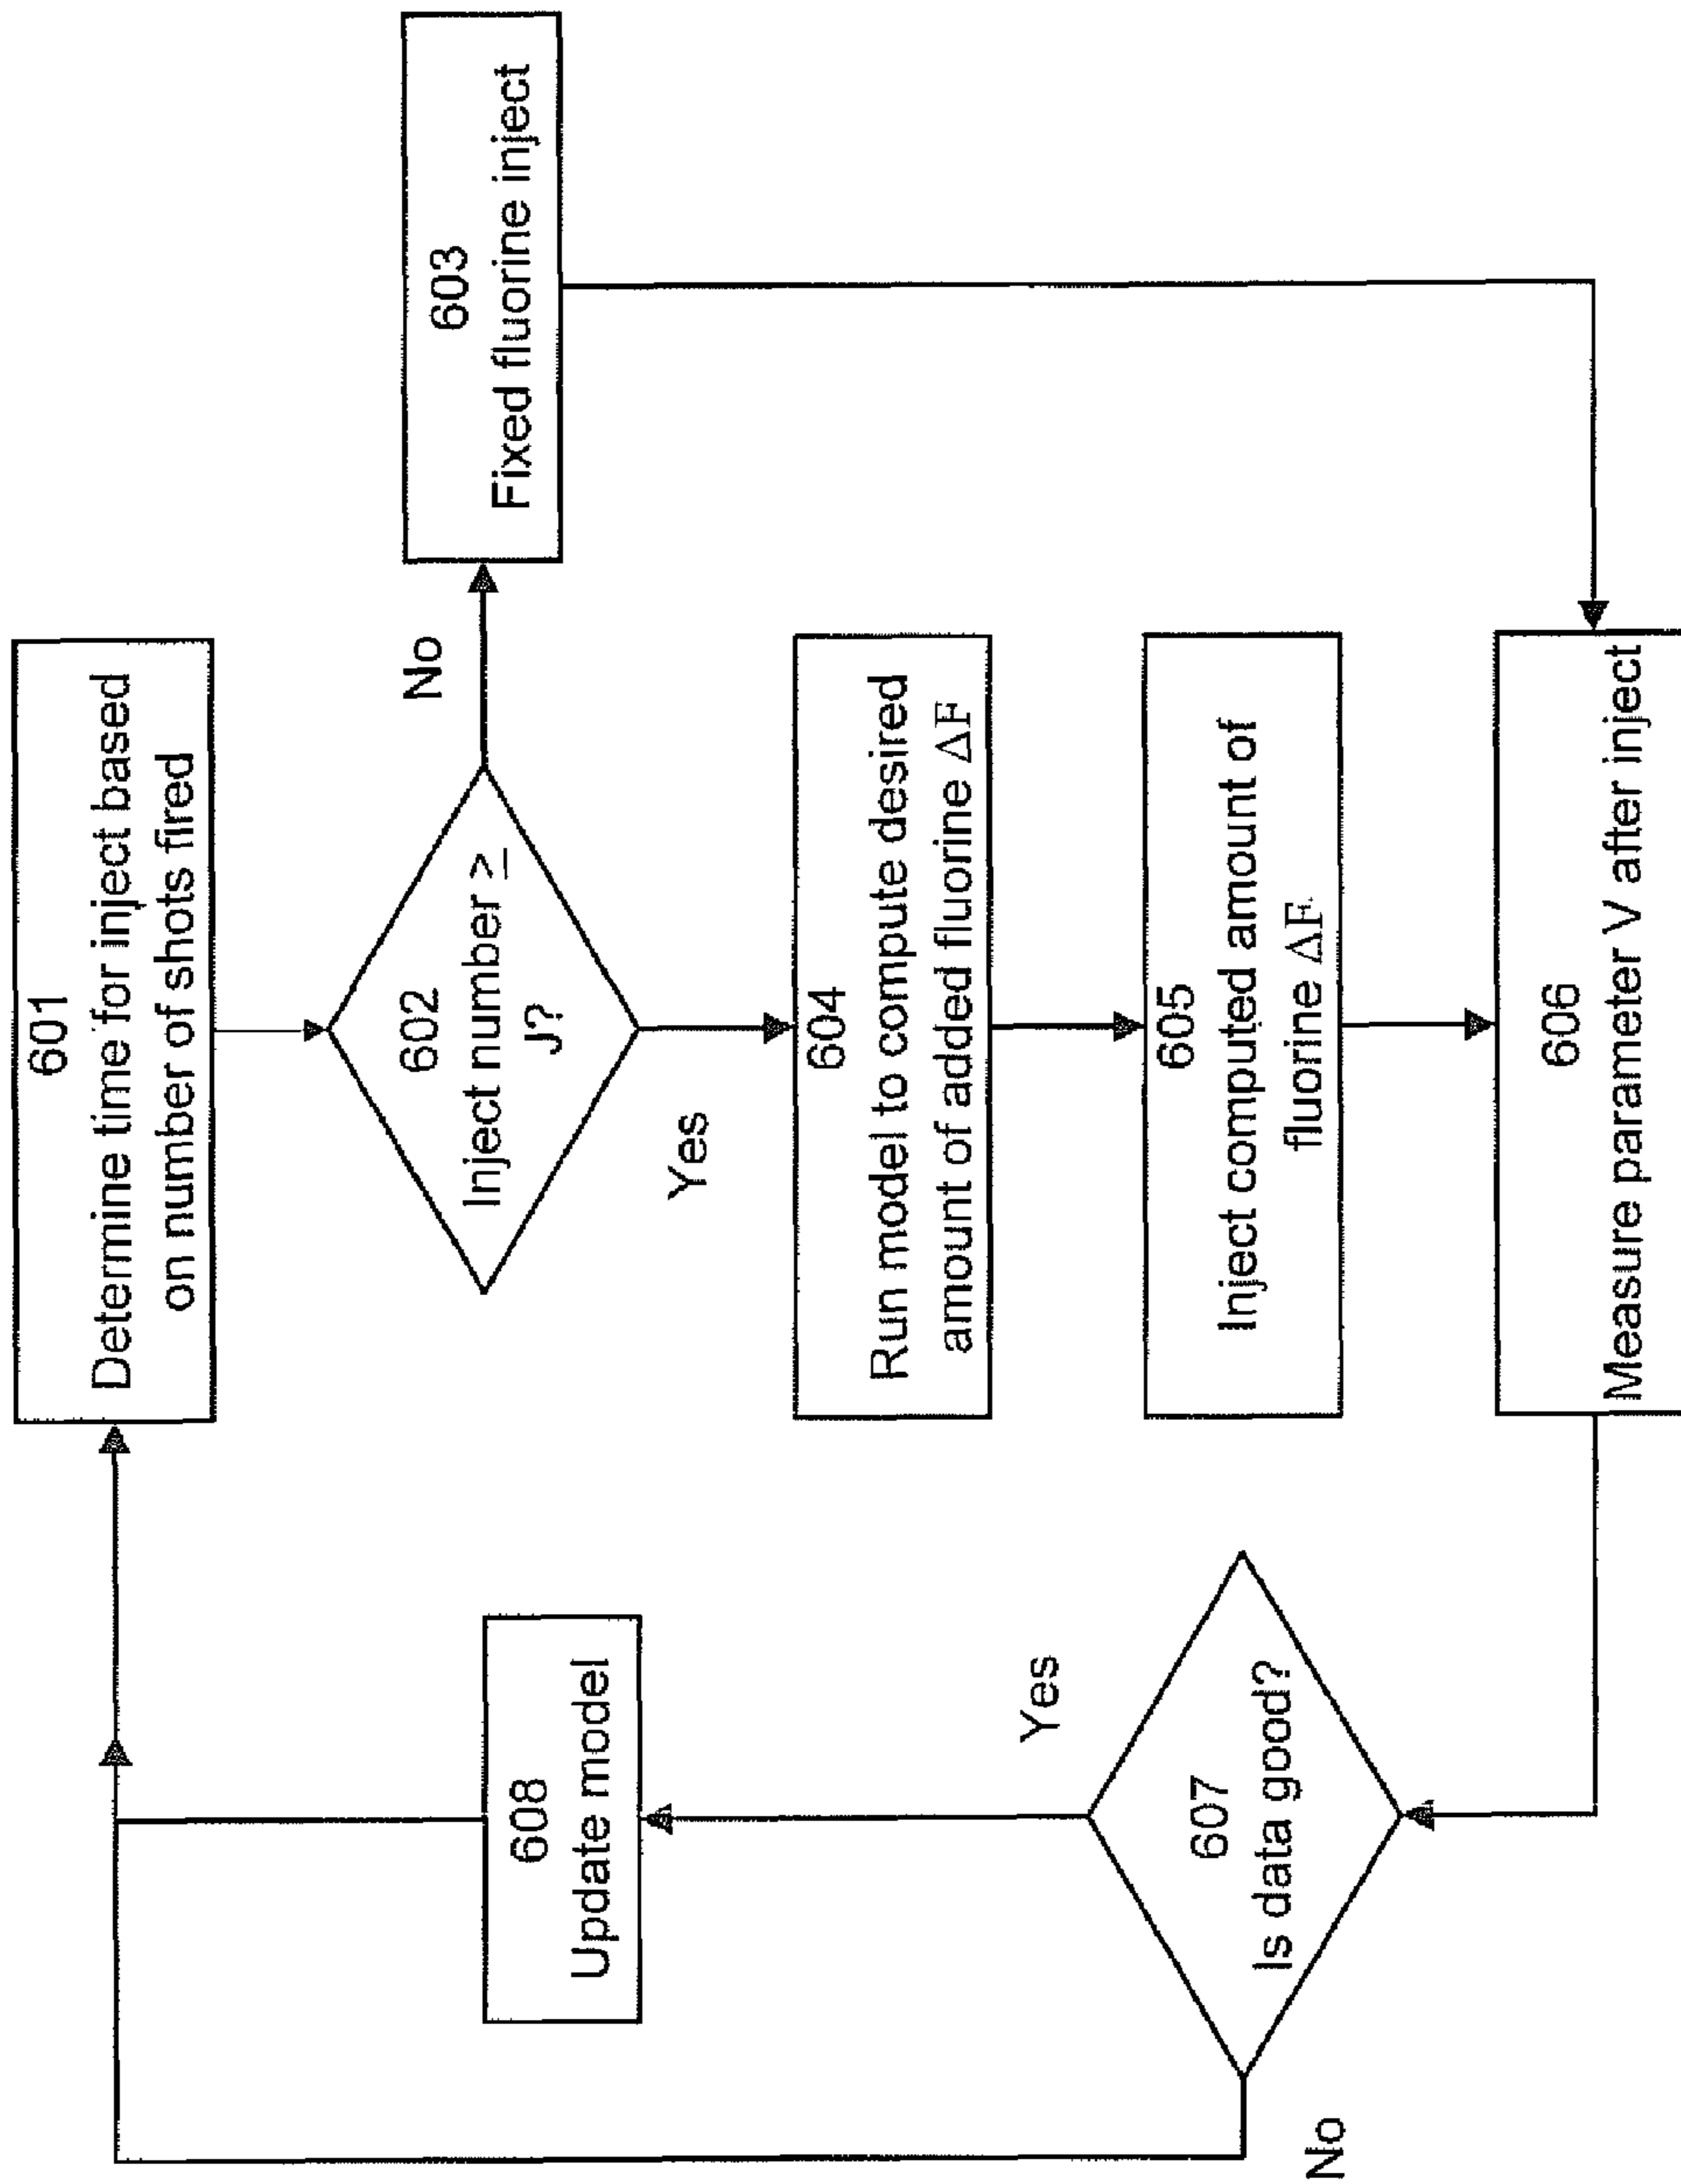 601
Determine time for inject based
on number of shots fired
602
Inject number ≥
J?
No
603
Fixed fluorine inject
Yes
604
Run model to compute desired
amount of added fluorine ΔF
605
Inject computed amount of
fluorine ΔF
606
Measure parameter V after inject
607
Is data good?
Yes
608
Update model
No